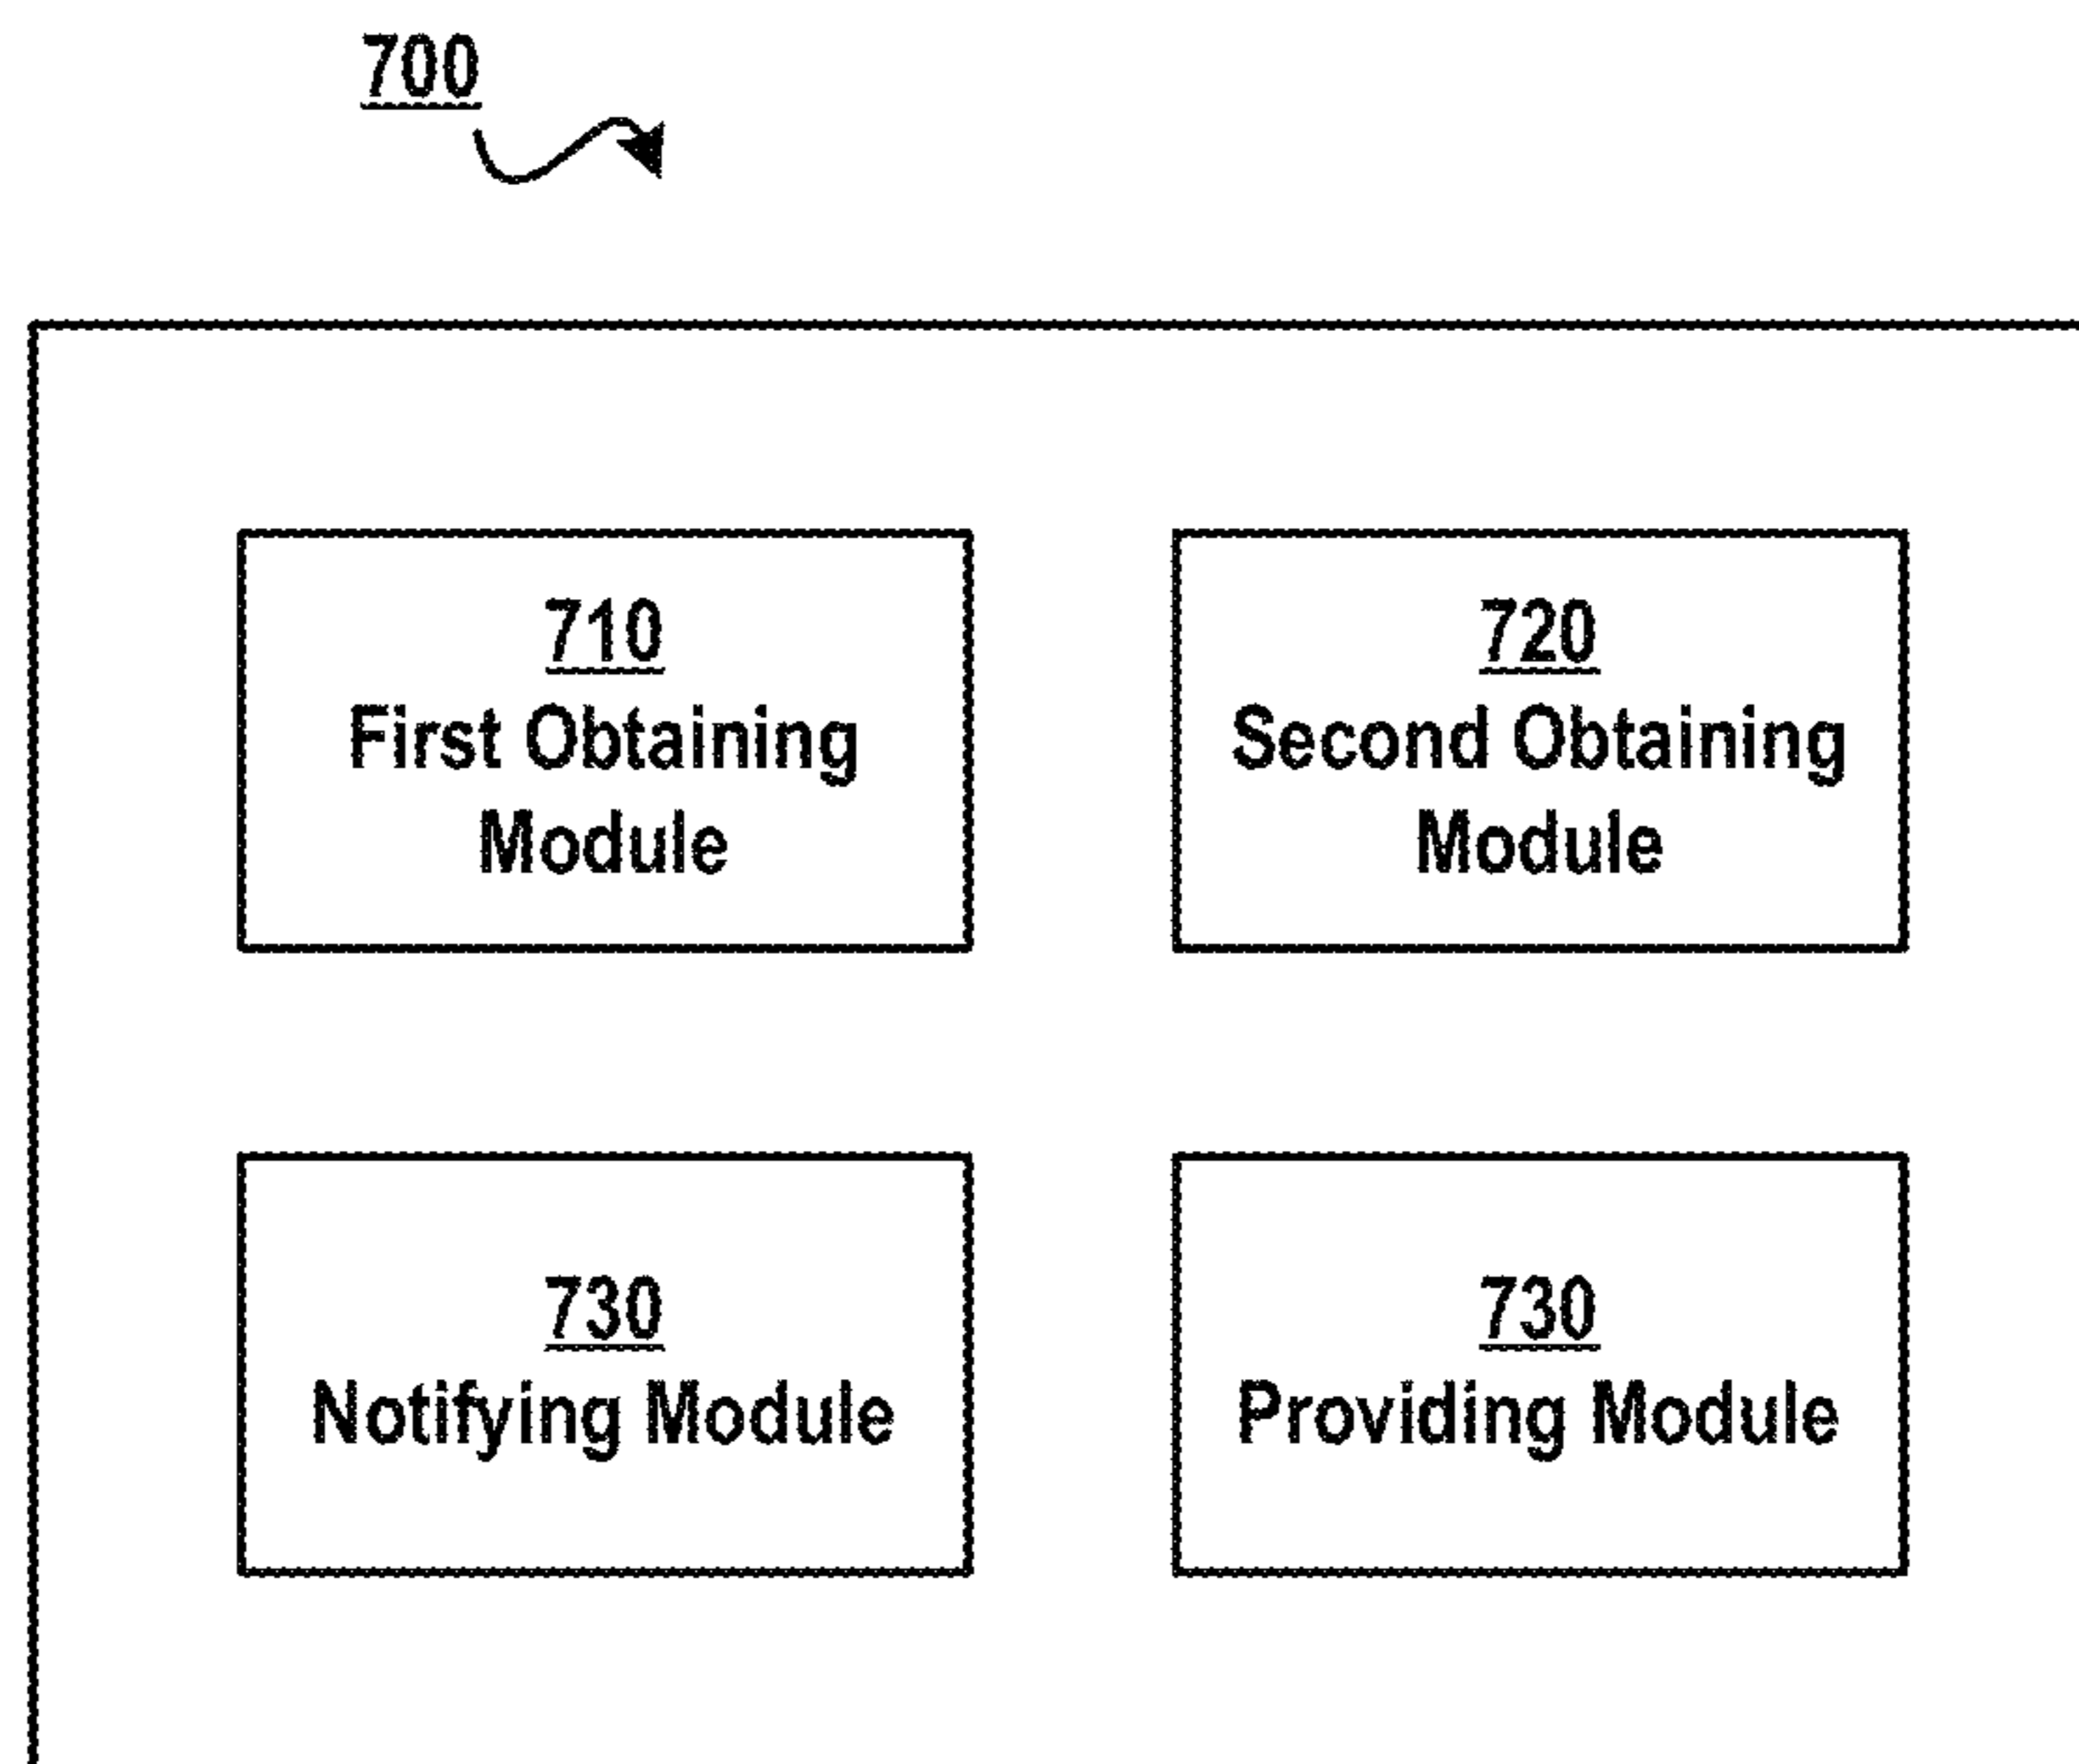 700
710
First Obtaining
Module
720
Second Obtaining
Module
730
Notifying Module
730
Providing Module